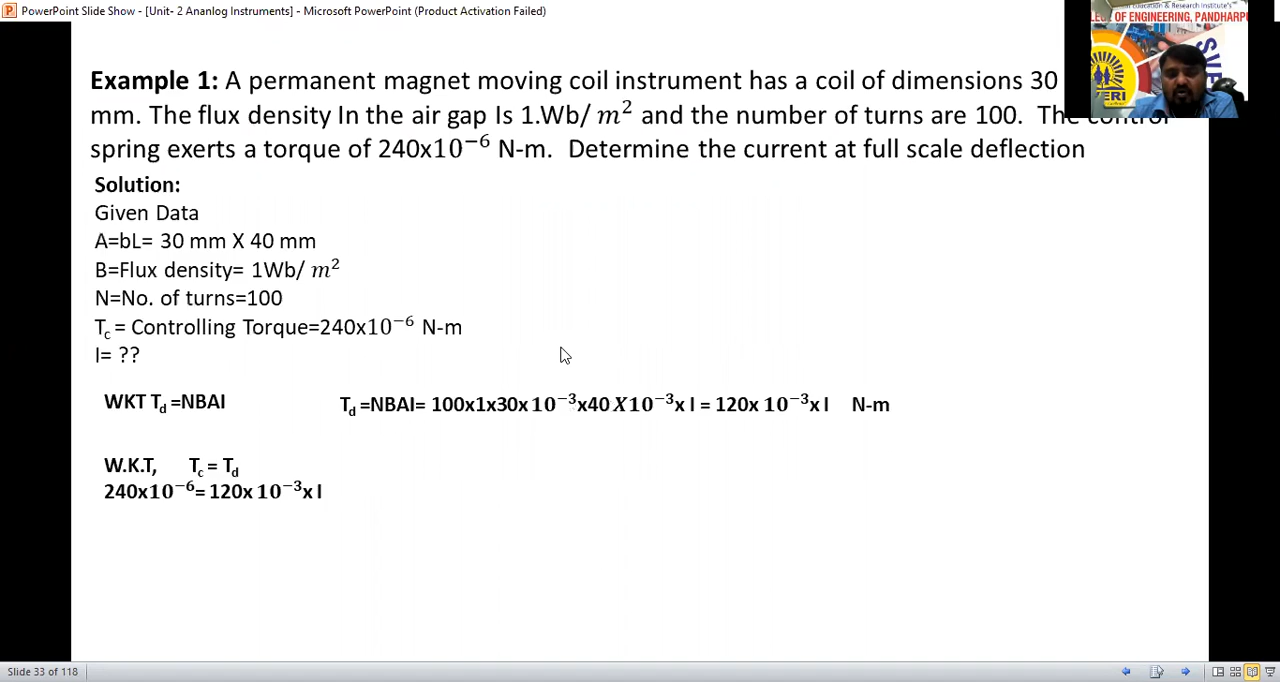 PowerPoint Slide Show - [Unit- 2 Ananlog Instruments] - Microsoft PowerPoint (Product Activation Failed)
OF ENGINEERING, PANDHARP
Example 1: A permanent magnet moving coil instrument has a coil of dimensions 30
mm. The flux density In the air gap Is 1.Wb/ m² and the number of turns are 100. The control
spring exerts a torque of 240x10⁻⁶ N-m. Determine the current at full scale deflection
Solution:
Given Data
A=bL= 30 mm X 40 mm
B=Flux density= 1Wb/ m²
N=No. of turns=100
T꜀ = Controlling Torque=240x10⁻⁶ N-m
I= ??
WKT Td =NBAI
Td =NBAI= 100x1x30x10⁻³x40 X10⁻³x I = 120x 10⁻³x I N-m
W.K.T, Tc = Td
240x10⁻⁶= 120x 10⁻³x I
Slide 33 of 118